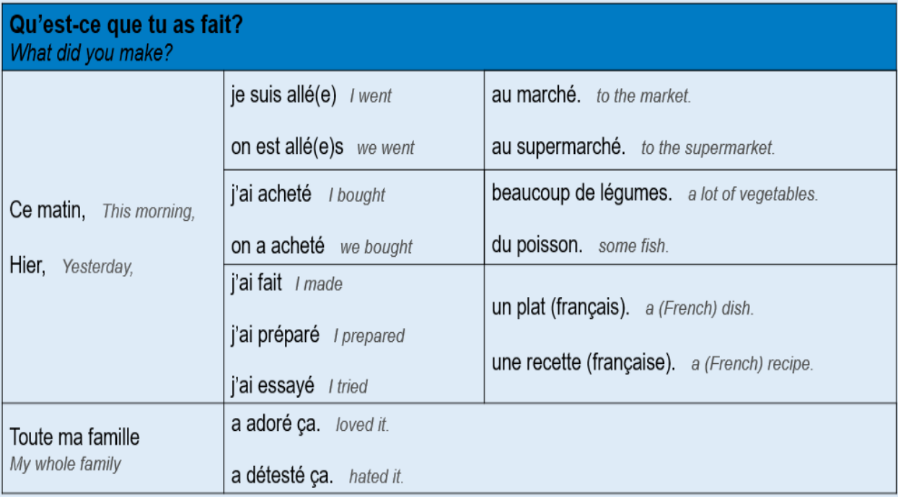 Qu'est-ce que tu as fait?
What did you make?
Ce matin, This morning,
Hier, Yesterday,
je suis allé(e) I went
on est allé(e)s we went
au marché. to the market.
au supermarché. to the supermarket.
j'ai acheté I bought
on a acheté we bought
beaucoup de légumes. a lot of vegetables.
du poisson. some fish.
j'ai fait I made
j'ai préparé I prepared
j'ai essayé I tried
un plat (français). a (French) dish.
une recette (française). a (French) recipe.
Toute ma famille
My whole family
a adoré ça. loved it.
a détesté ça. hated it.